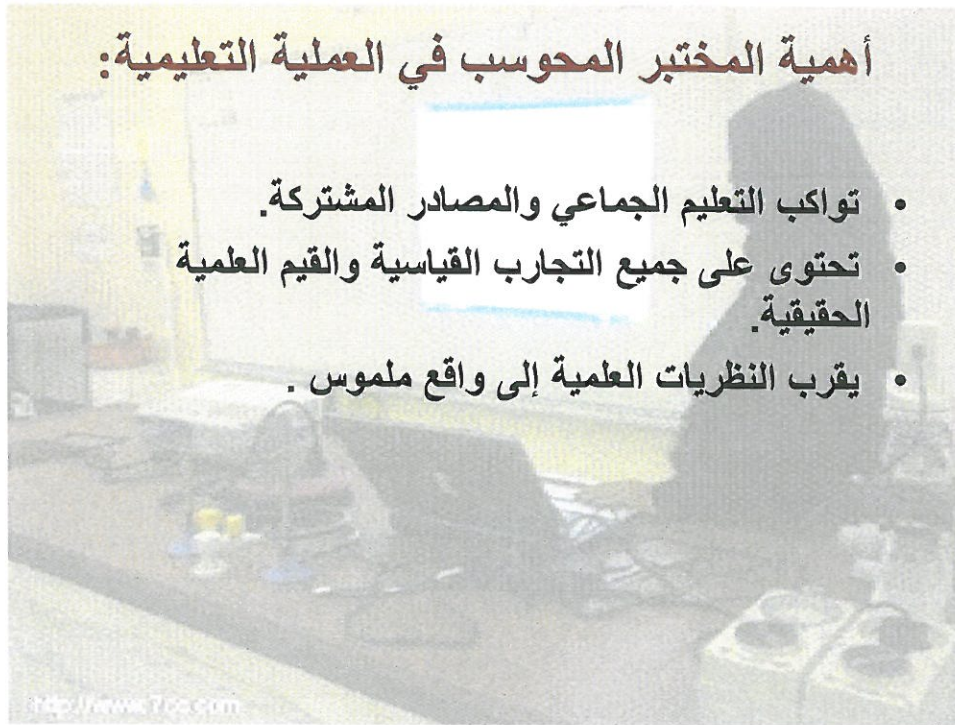 أهمية المختبر المحوسب في العملية التعليمية:
• تواكب التعليم الجماعي والمصادر المشتركة.
• تحتوى على جميع التجارب القياسية والقيم العلمية
الحقيقية.
• يقرب النظريات العلمية إلى واقع ملموس .